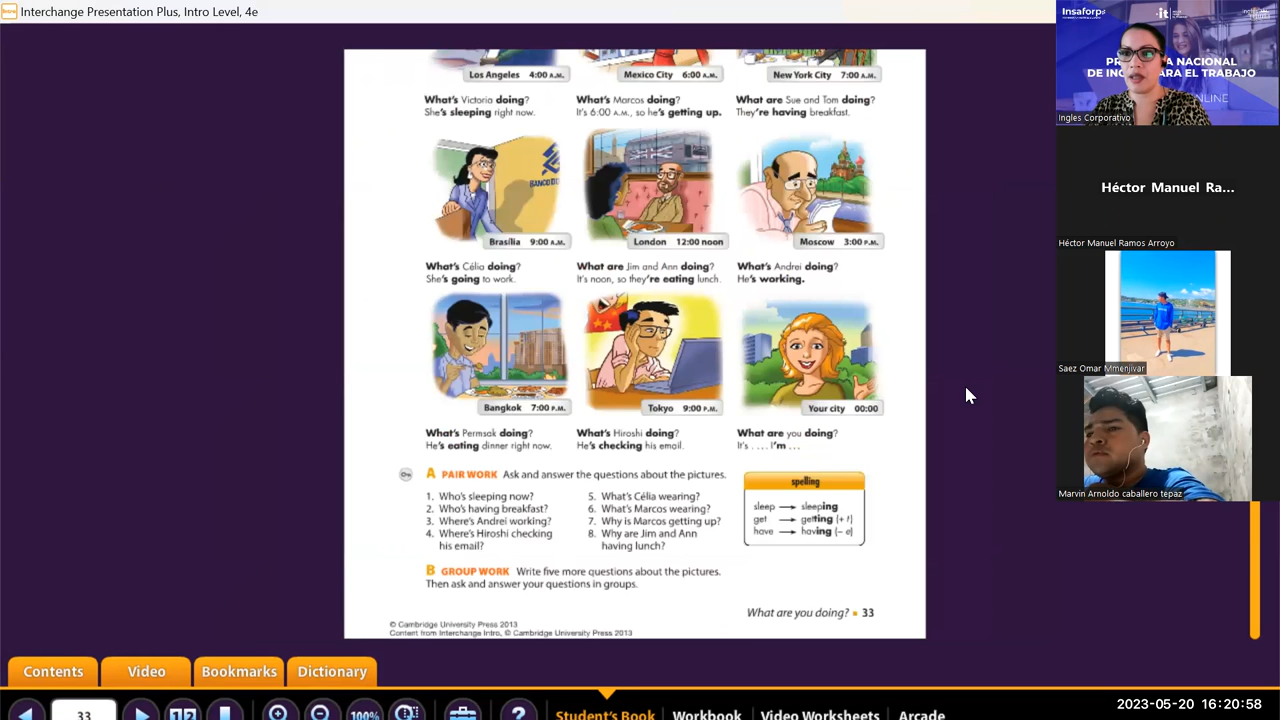 Interchange Presentation Plus, Intro Level, 4e
Los Angeles 4:00 A.M.
Mexico City 6:00 A.M.
New York City 7:00 A.M.
What's Victoria doing?
She's sleeping right now.
What's Marcos doing?
It's 6:00 A.M., so he's getting up.
What are Sue and Tom doing?
They're having breakfast.
BANCO DO
Brasília 9:00 A.M.
London 12:00 noon
Moscow 3:00 P.M.
What's Célia doing?
She's going to work.
What are Jim and Ann doing?
It's noon, so they're eating lunch.
What's Andrei doing?
He's working.
Bangkok 7:00 P.M.
Tokyo 9:00 P.M.
Your city 00:00
What's Permsak doing?
He's eating dinner right now.
What's Hiroshi doing?
He's checking his email.
What are you doing?
It's . . . . I'm . . .
A PAIR WORK Ask and answer the questions about the pictures.
1. Who's sleeping now?
2. Who's having breakfast?
3. Where's Andrei working?
4. Where's Hiroshi checking
his email?
5. What's Célia wearing?
6. What's Marcos wearing?
7. Why is Marcos getting up?
8. Why are Jim and Ann
having lunch?
spelling
sleep → sleeping
get → getting (+ t)
have → having (– e)
B GROUP WORK Write five more questions about the pictures.
Then ask and answer your questions in groups.
What are you doing? • 33
© Cambridge University Press 2013
Content from Interchange Intro, © Cambridge University Press 2013
Contents
Video
Bookmarks
Dictionary
33
100%
?
Student's Book
Workbook
Video Worksheets
Arcade
Insaforp
it
NACIONAL
DE ARA EL TRABAJO
Ingles Corporativo
Héctor Manuel Ra...
Héctor Manuel Ramos Arroyo
Saez Omar Mmenjivar
Marvin Arnoldo caballero tepaz
2023-05-20 16:20:58